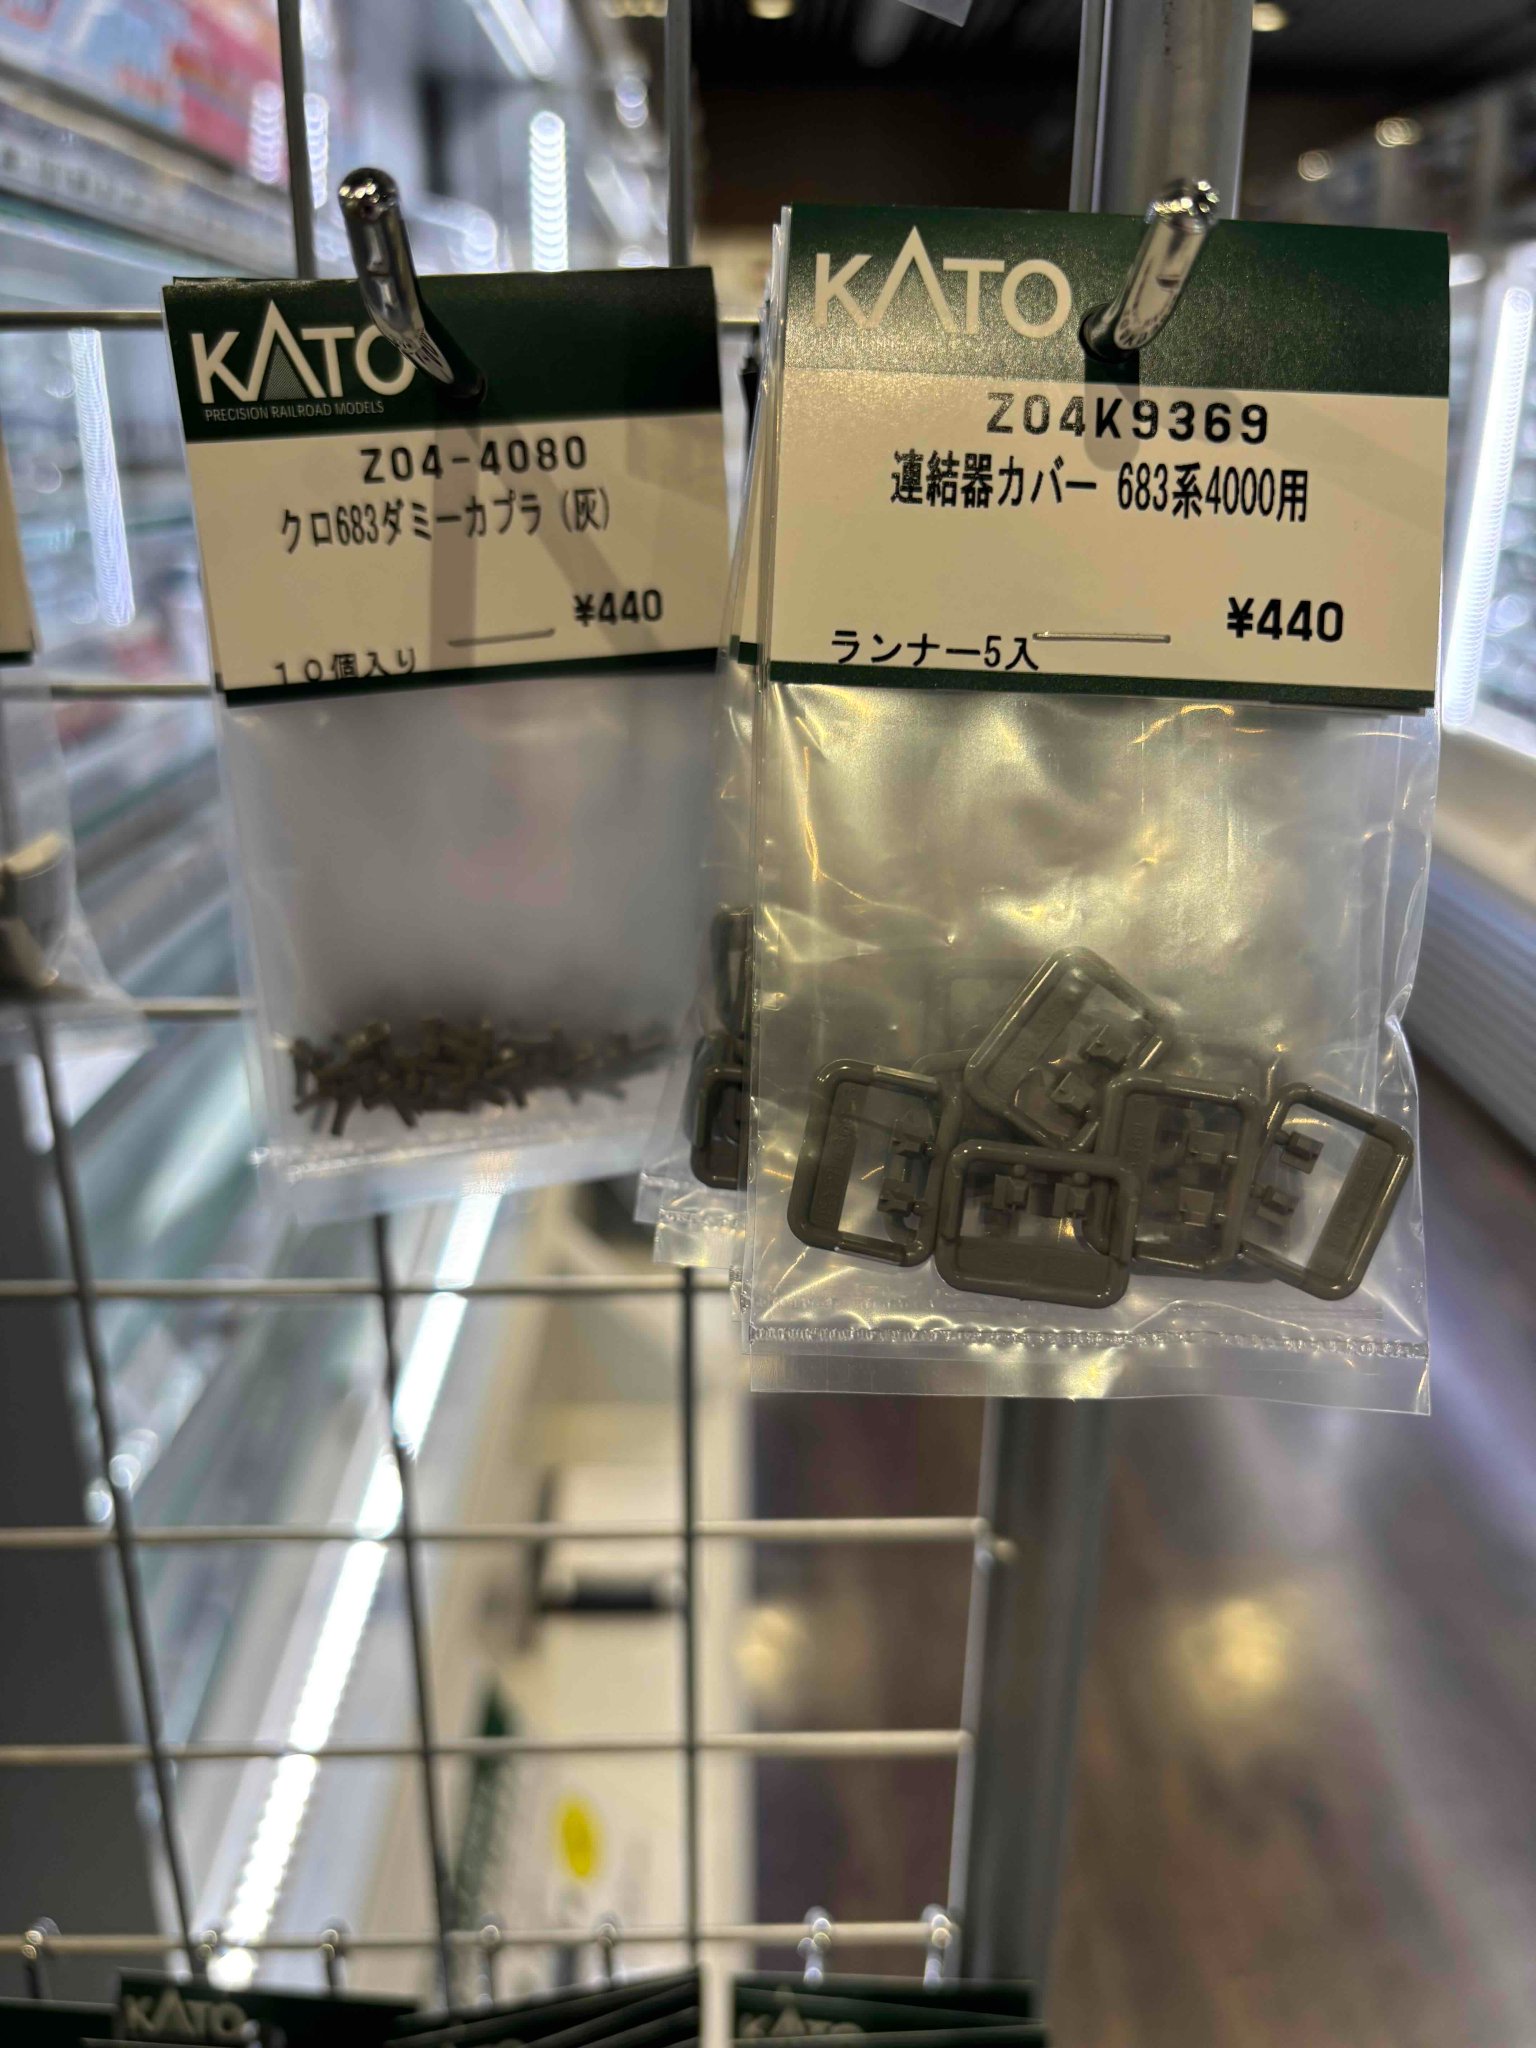 KATO
PRECISION RAILROAD MODELS
Z04-4080
クロ683ダミーカプラ（灰）
¥440
10個入り
KATO
Z04K9369
連結器カバー 683系4000用
¥440
ランナー5入
KATO
KATO